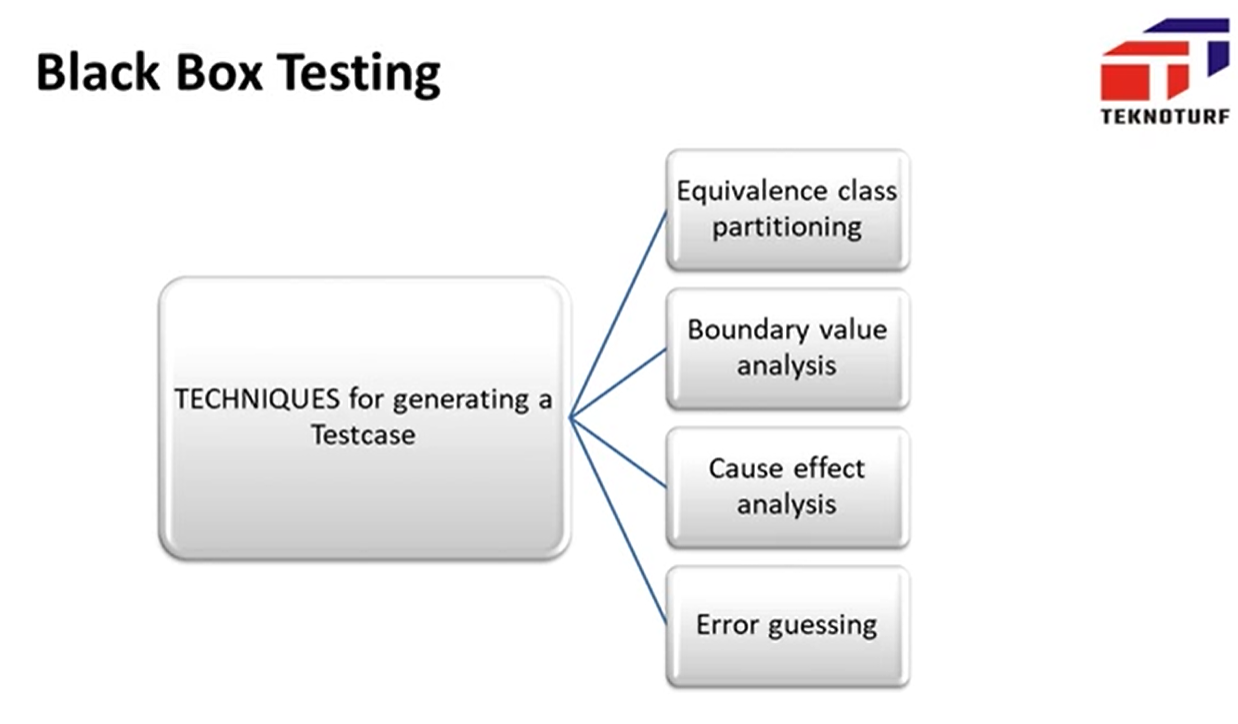 Black Box Testing
TEKNOTURF
Equivalence class
partitioning
Boundary value
analysis
TECHNIQUES for generating a
Testcase
Cause effect
analysis
Error guessing